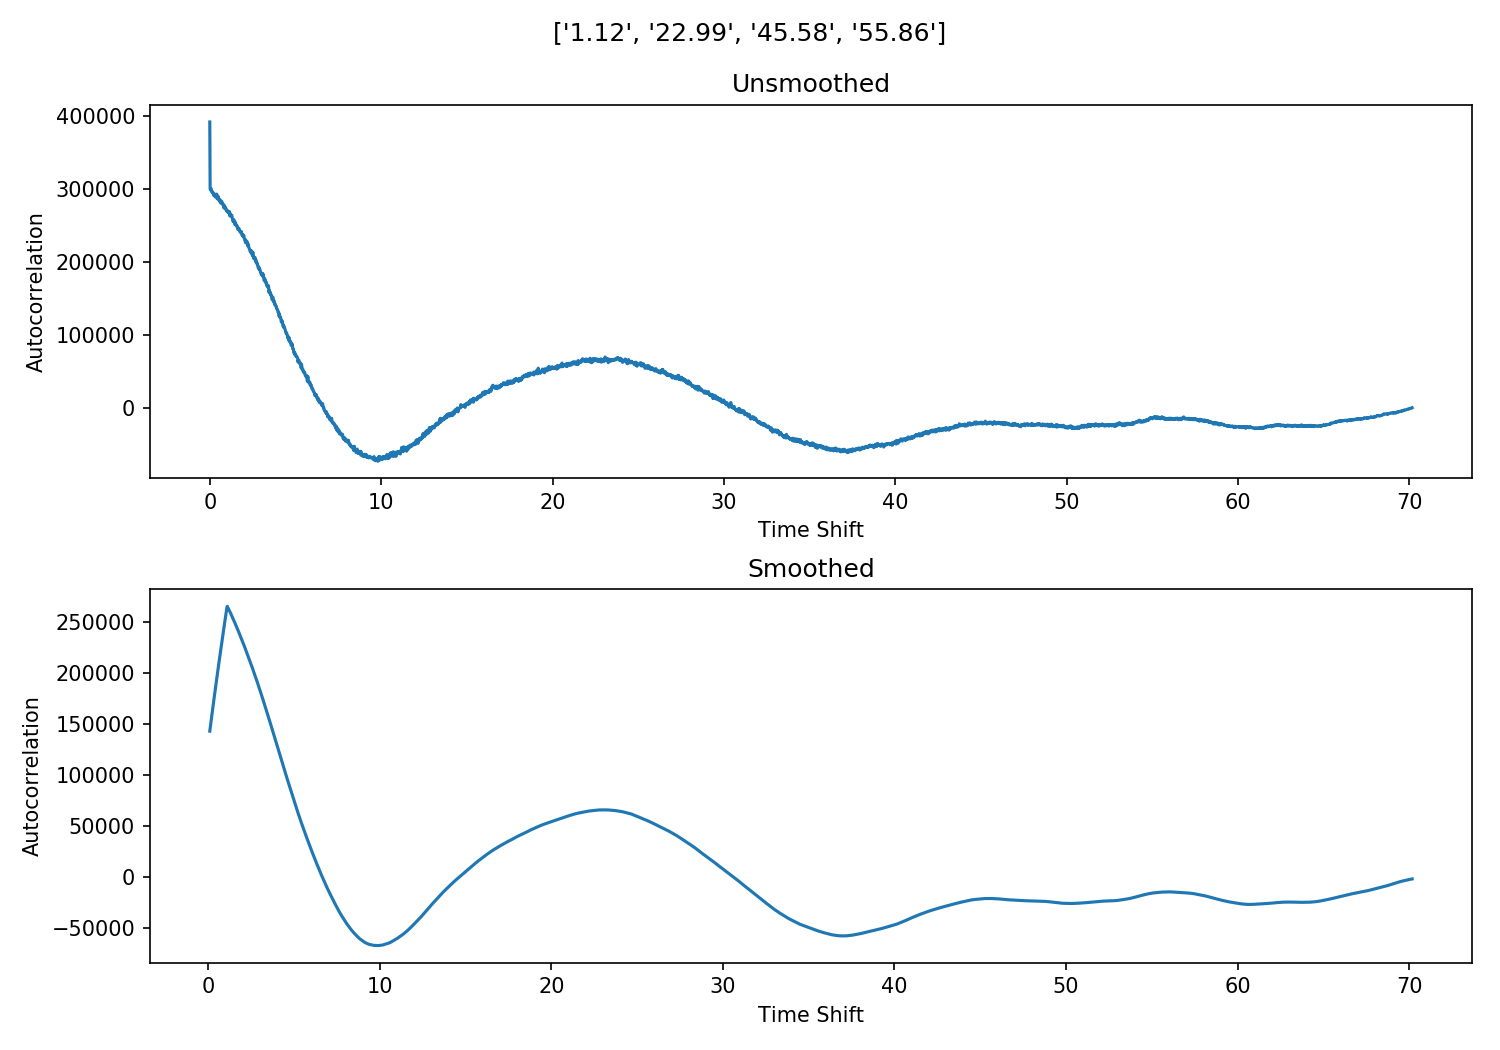 ['1.12', '22.99', '45.58', '55.86']
Unsmoothed
400000
300000
200000
100000
0
Autocorrelation
0 10 20 30 40 50 60 70
Time Shift
Smoothed
250000
200000
150000
100000
50000
0
−50000
Autocorrelation
0 10 20 30 40 50 60 70
Time Shift